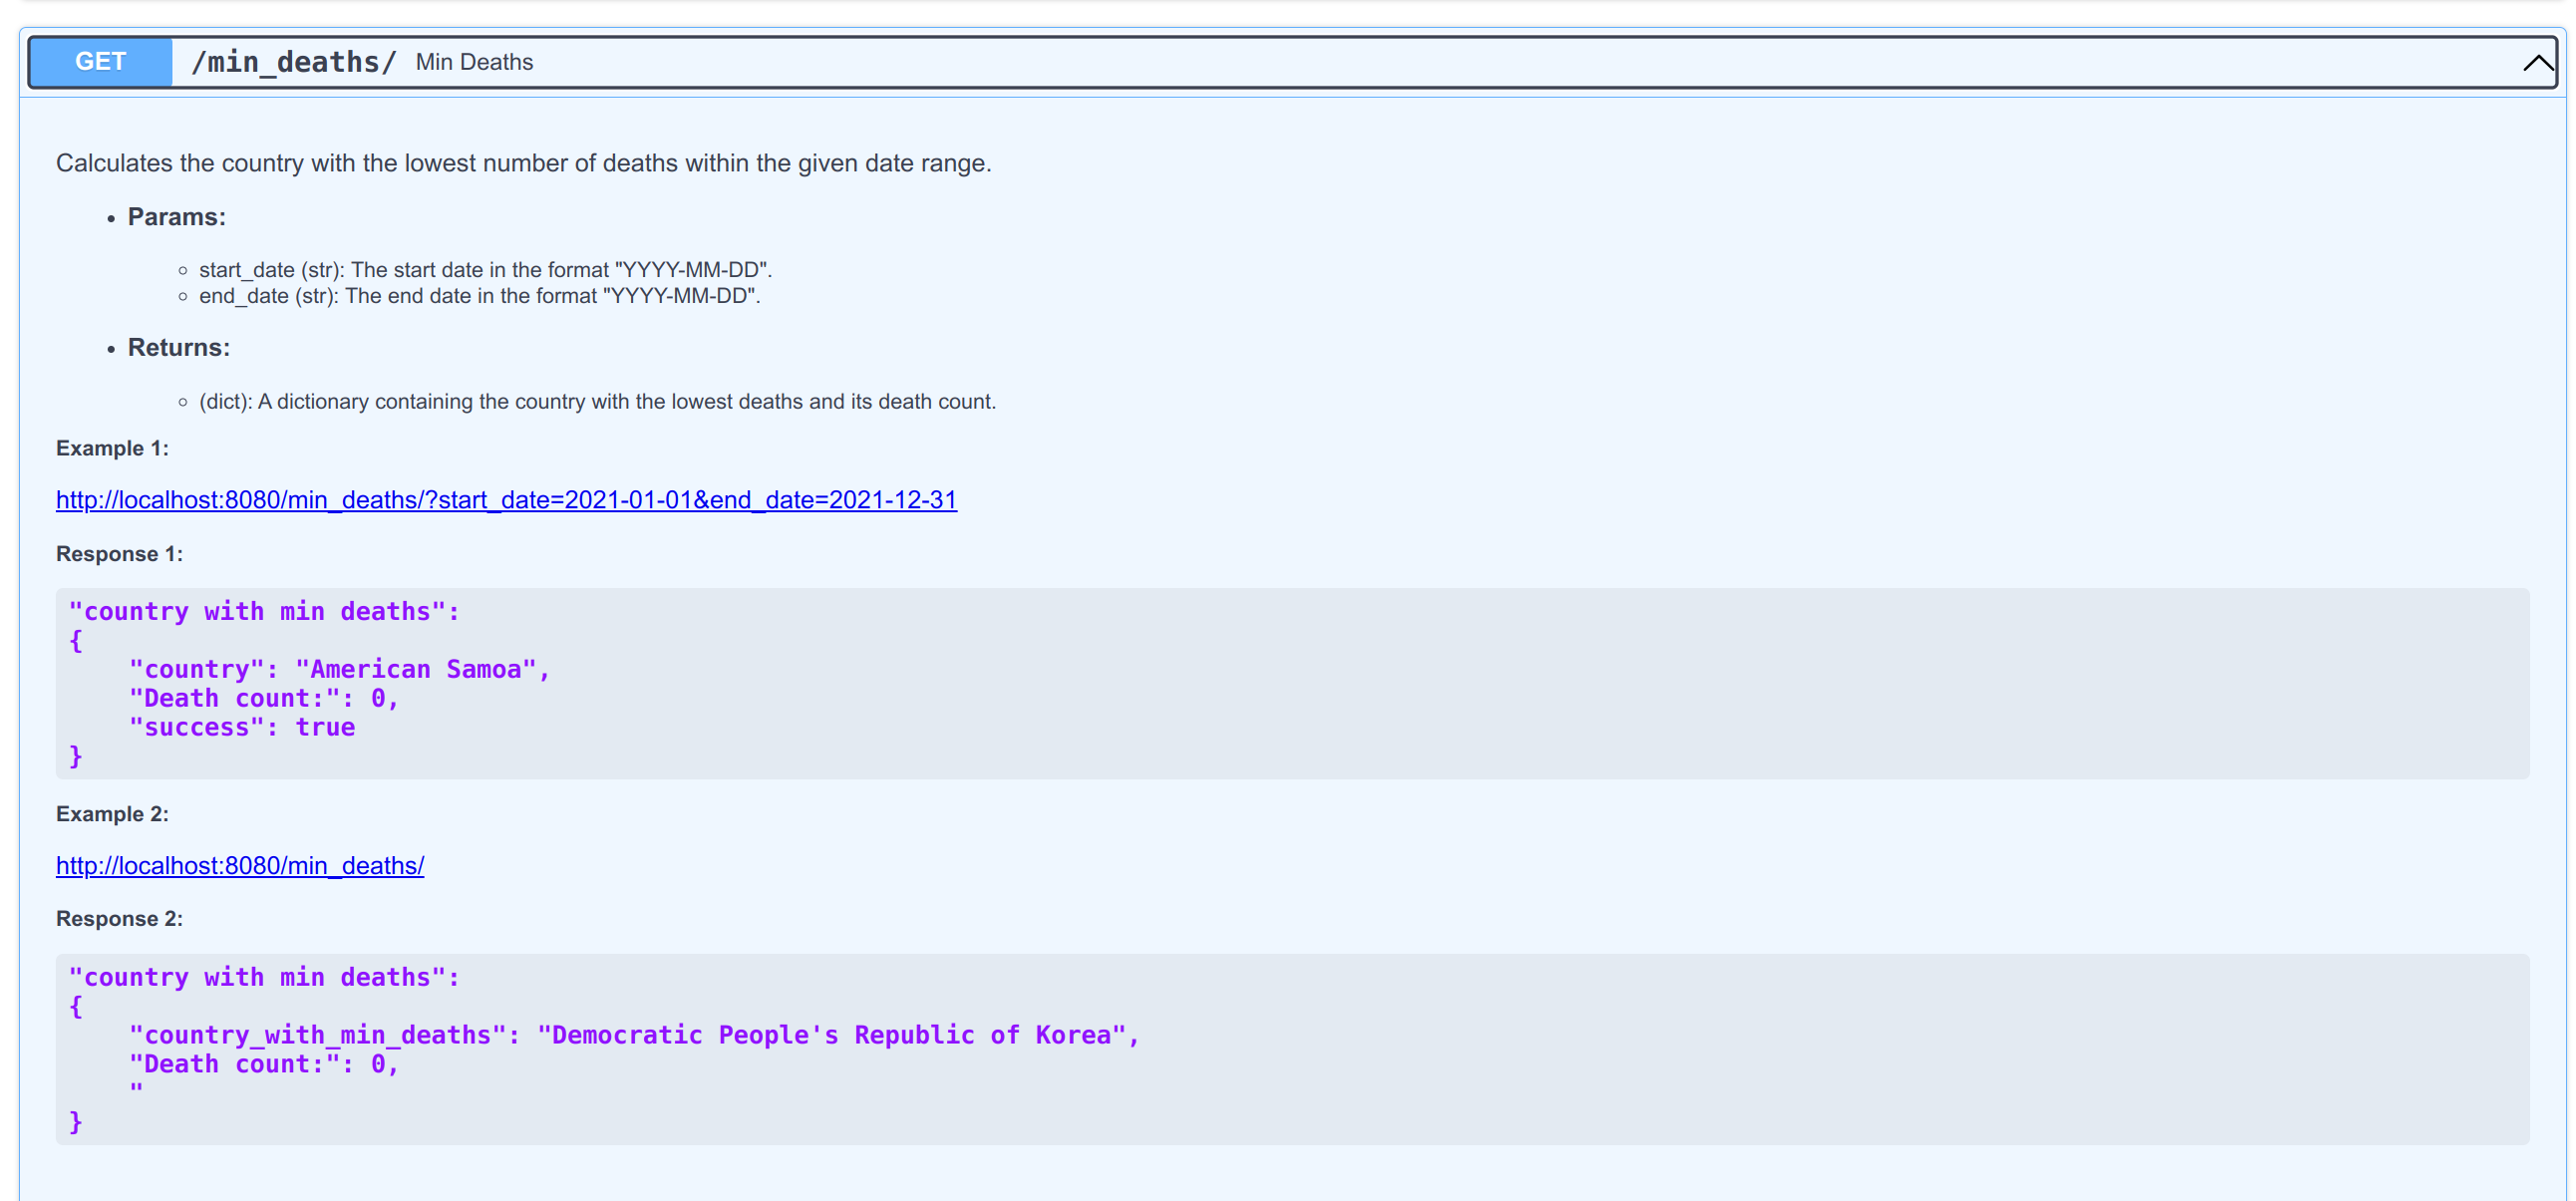 GET /min_deaths/ Min Deaths
Calculates the country with the lowest number of deaths within the given date range.
• Params:
◦ start_date (str): The start date in the format "YYYY-MM-DD".
◦ end_date (str): The end date in the format "YYYY-MM-DD".
• Returns:
◦ (dict): A dictionary containing the country with the lowest deaths and its death count.
Example 1:
http://localhost:8080/min_deaths/?start_date=2021-01-01&end_date=2021-12-31
Response 1:
"country with min deaths":
{
    "country": "American Samoa",
    "Death count:": 0,
    "success": true
}
Example 2:
http://localhost:8080/min_deaths/
Response 2:
"country with min deaths":
{
    "country_with_min_deaths": "Democratic People's Republic of Korea",
    "Death count:": 0,
    "
}